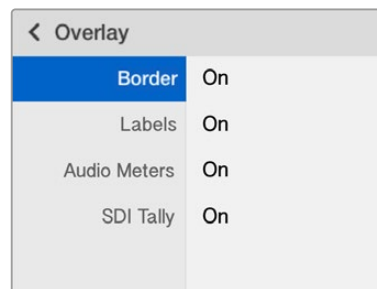 < Overlay
Border On
Labels On
Audio Meters On
SDI Tally On